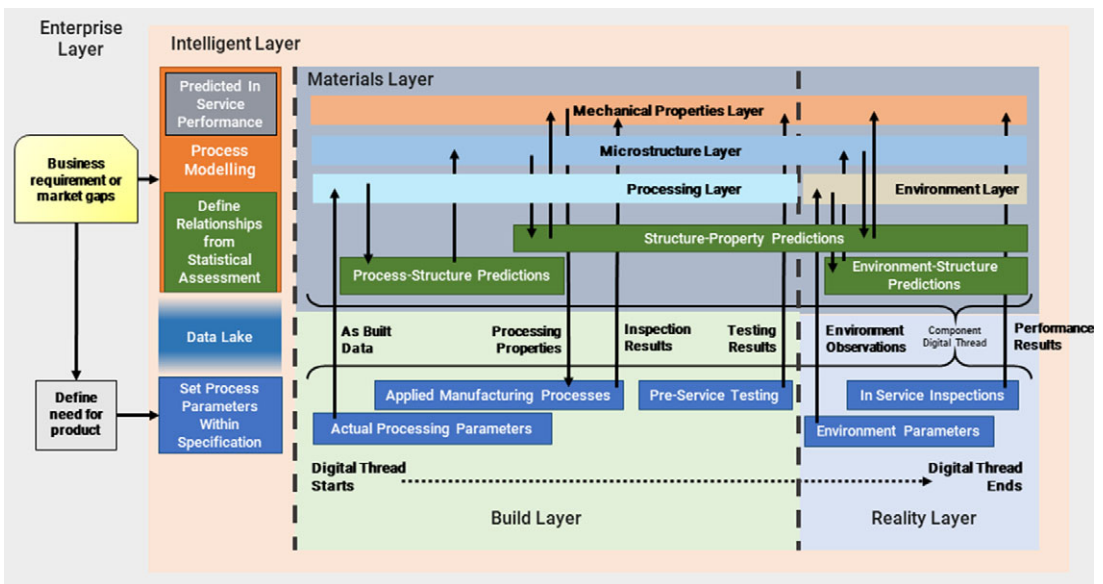 Enterprise
Layer
Intelligent Layer
Predicted In
Service
Performance
Process
Modelling
Define
Relationships
from
Statistical
Assessment
Data Lake
Set Process
Parameters
Within
Specification
Business
requirement or
market gaps
Define
need for
product
Materials Layer
Mechanical Properties Layer
Microstructure Layer
Processing Layer
Environment Layer
Structure-Property Predictions
Process-Structure Predictions
Environment-Structure
Predictions
As Built
Data
Processing
Properties
Inspection
Results
Testing
Results
Environment
Observations
Component
Digital Thread
Performance
Results
Applied Manufacturing Processes
Pre-Service Testing
In Service Inspections
Actual Processing Parameters
Environment Parameters
Digital Thread
Starts
Digital Thread
Ends
Build Layer
Reality Layer